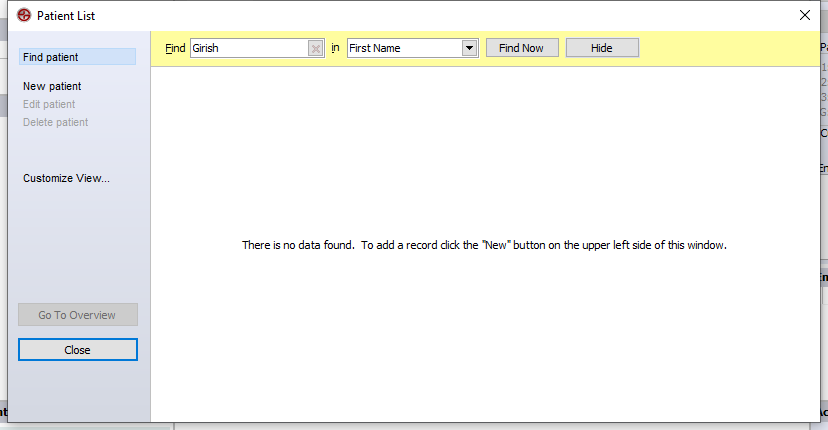 Patient List
Find patient
New patient
Edit patient
Delete patient
Customize View...
Go To Overview
Close
Find Girish in First Name Find Now Hide
There is no data found. To add a record click the "New" button on the upper left side of this window.